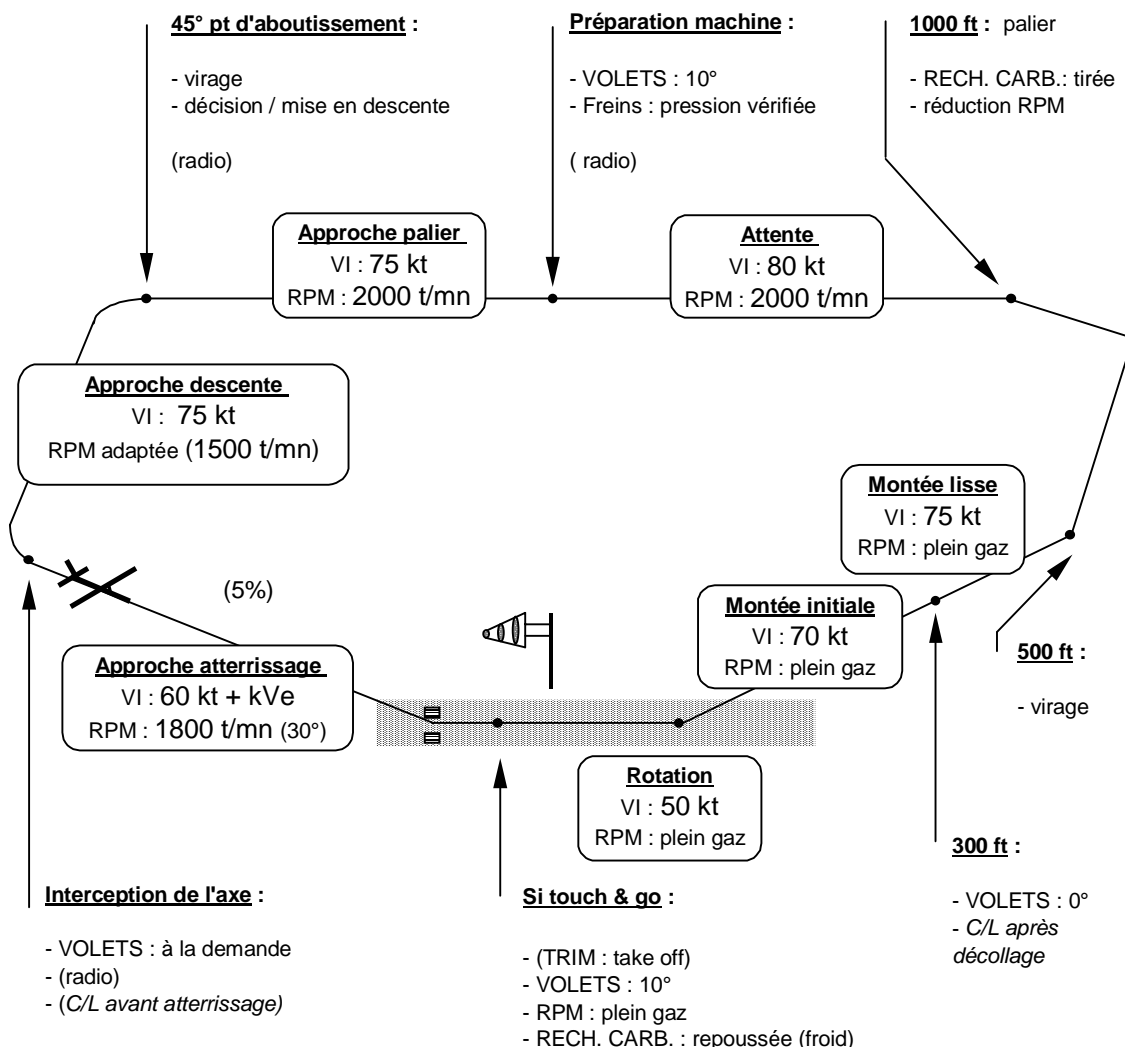 45° pt d'aboutissement :
- virage
- décision / mise en descente
(radio)
Préparation machine :
- VOLETS : 10°
- Freins : pression vérifiée
( radio)
1000 ft : palier
- RECH. CARB.: tirée
- réduction RPM
Approche palier
VI : 75 kt
RPM : 2000 t/mn
Attente
VI : 80 kt
RPM : 2000 t/mn
Approche descente
VI : 75 kt
RPM adaptée (1500 t/mn)
Montée lisse
VI : 75 kt
RPM : plein gaz
(5%)
Montée initiale
VI : 70 kt
RPM : plein gaz
Approche atterrissage
VI : 60 kt + kVe
RPM : 1800 t/mn (30°)
500 ft :
- virage
Rotation
VI : 50 kt
RPM : plein gaz
300 ft :
- VOLETS : 0°
- C/L après
décollage
Interception de l'axe :
- VOLETS : à la demande
- (radio)
- (C/L avant atterrissage)
Si touch & go :
- (TRIM : take off)
- VOLETS : 10°
- RPM : plein gaz
- RECH. CARB. : repoussée (froid)